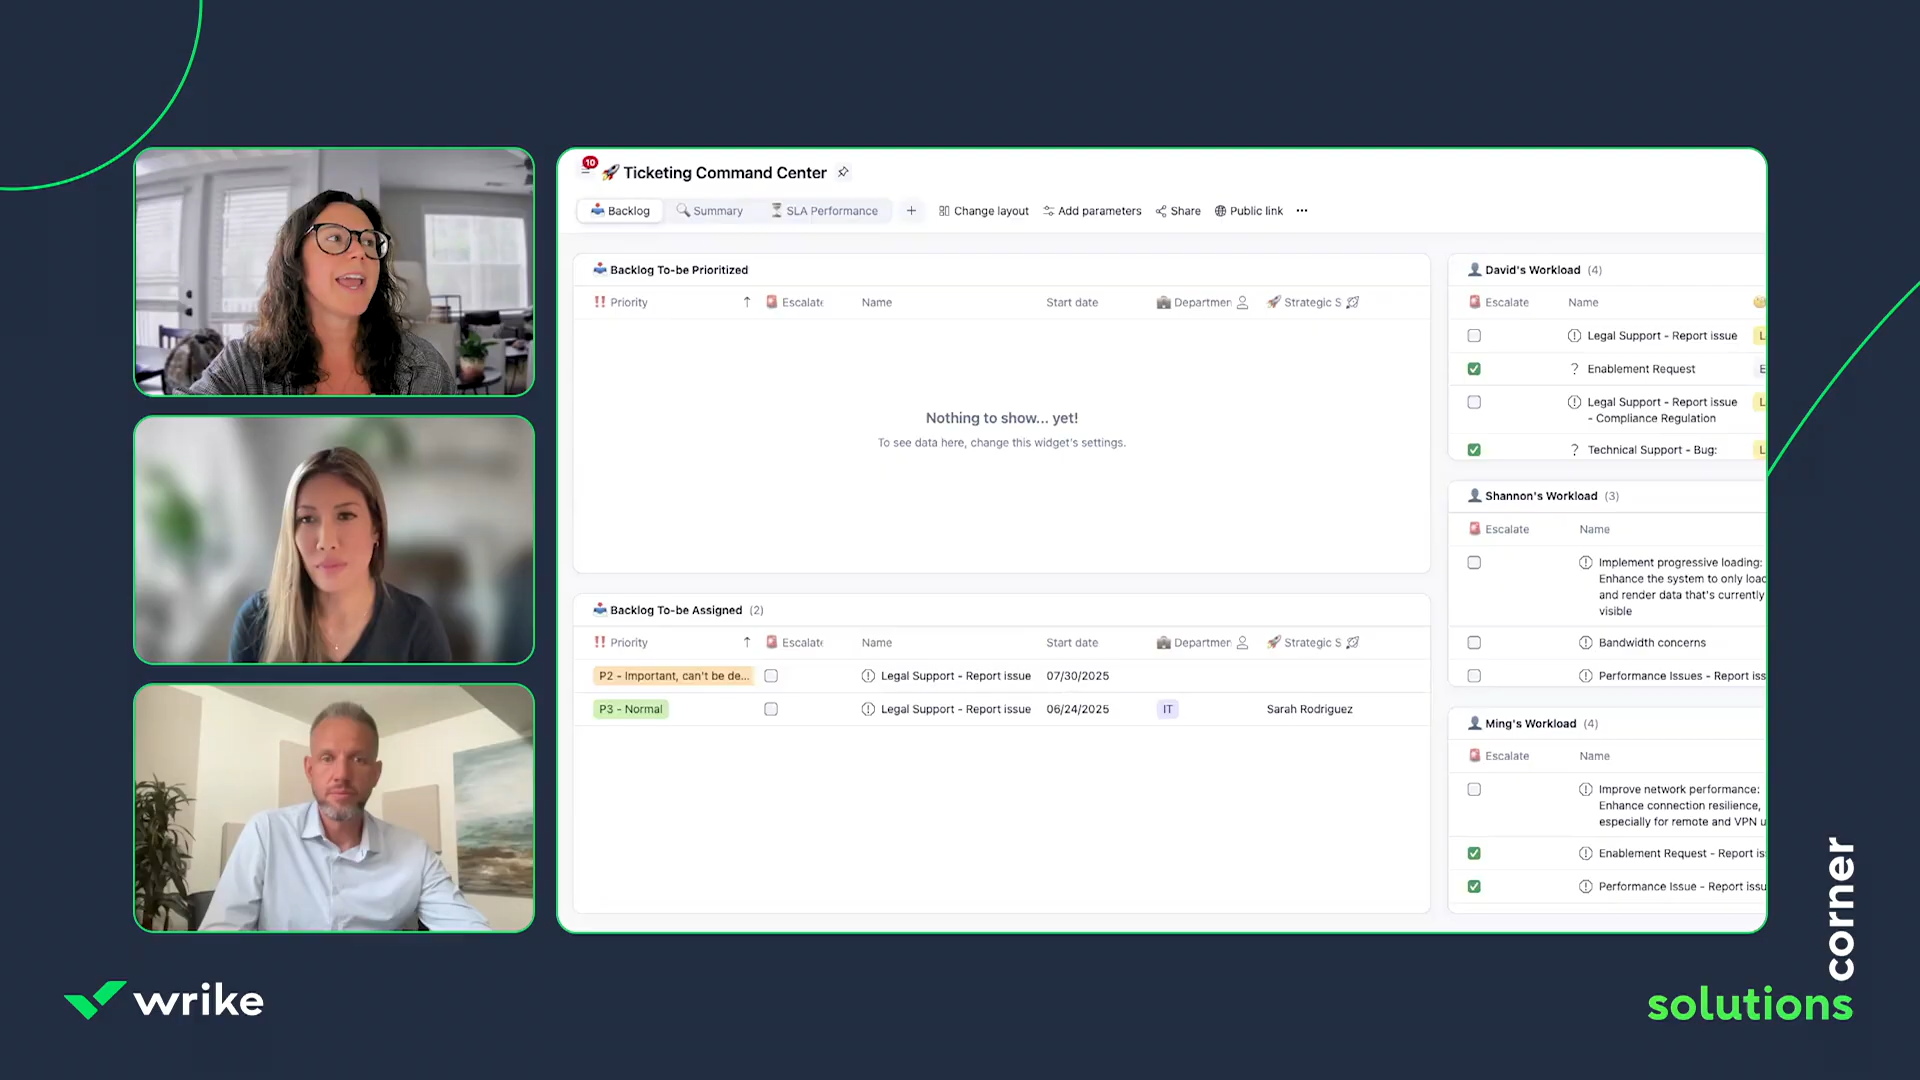 10
Ticketing Command Center
Backlog
Summary
SLA Performance
Change layout
Add parameters
Share
Public link
Backlog To-be Prioritized
Priority
Escalate
Name
Start date
Departmen
Strategic S
Nothing to show... yet!
To see data here, change this widget's settings.
Backlog To-be Assigned (2)
Priority
Escalate
Name
Start date
Departmen
Strategic S
P2 - Important, can't be de...
Legal Support - Report issue
07/30/2025
P3 - Normal
Legal Support - Report issue
06/24/2025
IT
Sarah Rodriguez
David's Workload (4)
Escalate
Name
Legal Support - Report issue
L
Enablement Request
E
Legal Support - Report issue
- Compliance Regulation
L
Technical Support - Bug:
L
Shannon's Workload (3)
Escalate
Name
Implement progressive loading:
Enhance the system to only loac
and render data that's currently
visible
Bandwidth concerns
Performance Issues - Report iss
Ming's Workload (4)
Escalate
Name
Improve network performance:
Enhance connection resilience,
especially for remote and VPN u
Enablement Request - Report is
Performance Issue - Report issu
wrike
solutions
corner